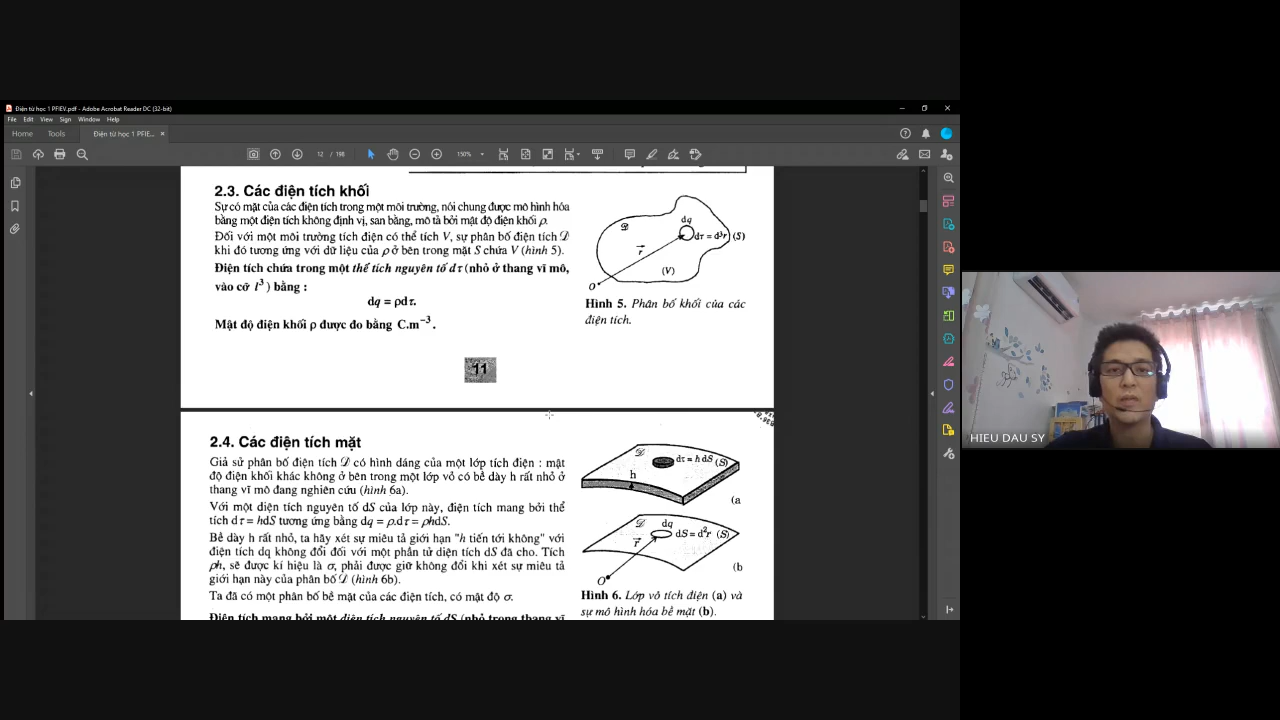 Điện từ học 1 PFIEV.pdf - Adobe Acrobat Reader DC (32-bit)
File Edit View Sign Window Help
Home Tools Điện từ học 1 PFIE... ×
12 / 198 150%
2.3. Các điện tích khối
Sự có mặt của các điện tích trong một môi trường, nói chung được mô hình hóa
bằng một điện tích không định vị, san bằng, mô tả bởi mật độ điện khối ρ.
Đối với một môi trường tích điện có thể tích V, sự phân bố điện tích 𝒟
khi đó tương ứng với dữ liệu của ρ ở bên trong mặt S chứa V (hình 5).
Điện tích chứa trong một thể tích nguyên tố dτ (nhỏ ở thang vĩ mô,
vào cỡ l³) bằng :
dq = ρdτ.
Mật độ điện khối ρ được đo bằng C.m⁻³.
𝒟
dq
dτ = d³r (S)
r⃗
(V)
O
Hình 5. Phân bố khối của các
điện tích.
11
2.4. Các điện tích mặt
Giả sử phân bố điện tích 𝒟 có hình dáng của một lớp tích điện : mật
độ điện khối khác không ở bên trong một lớp vỏ có bề dày h rất nhỏ ở
thang vĩ mô đang nghiên cứu (hình 6a).
Với một diện tích nguyên tố dS của lớp này, điện tích mang bởi thể
tích dτ = hdS tương ứng bằng dq = ρ.dτ = ρhdS.
Bề dày h rất nhỏ, ta hãy xét sự miêu tả giới hạn "h tiến tới không" với
điện tích dq không đổi đối với một phần tử diện tích dS đã cho. Tích
ρh, sẽ được kí hiệu là σ, phải được giữ không đổi khi xét sự miêu tả
giới hạn này của phân bố 𝒟 (hình 6b).
Ta đã có một phân bố bề mặt của các điện tích, có mật độ σ.
Điện tích mang bởi một diện tích nguyên tố dS (nhỏ trong thang vĩ
𝒟
dτ = h dS (S)
h
(a
𝒟 dq
dS = d²r (S)
r⃗
(b
O
Hình 6. Lớp vỏ tích điện (a) và
sự mô hình hóa bề mặt (b).
HIEU DAU SY